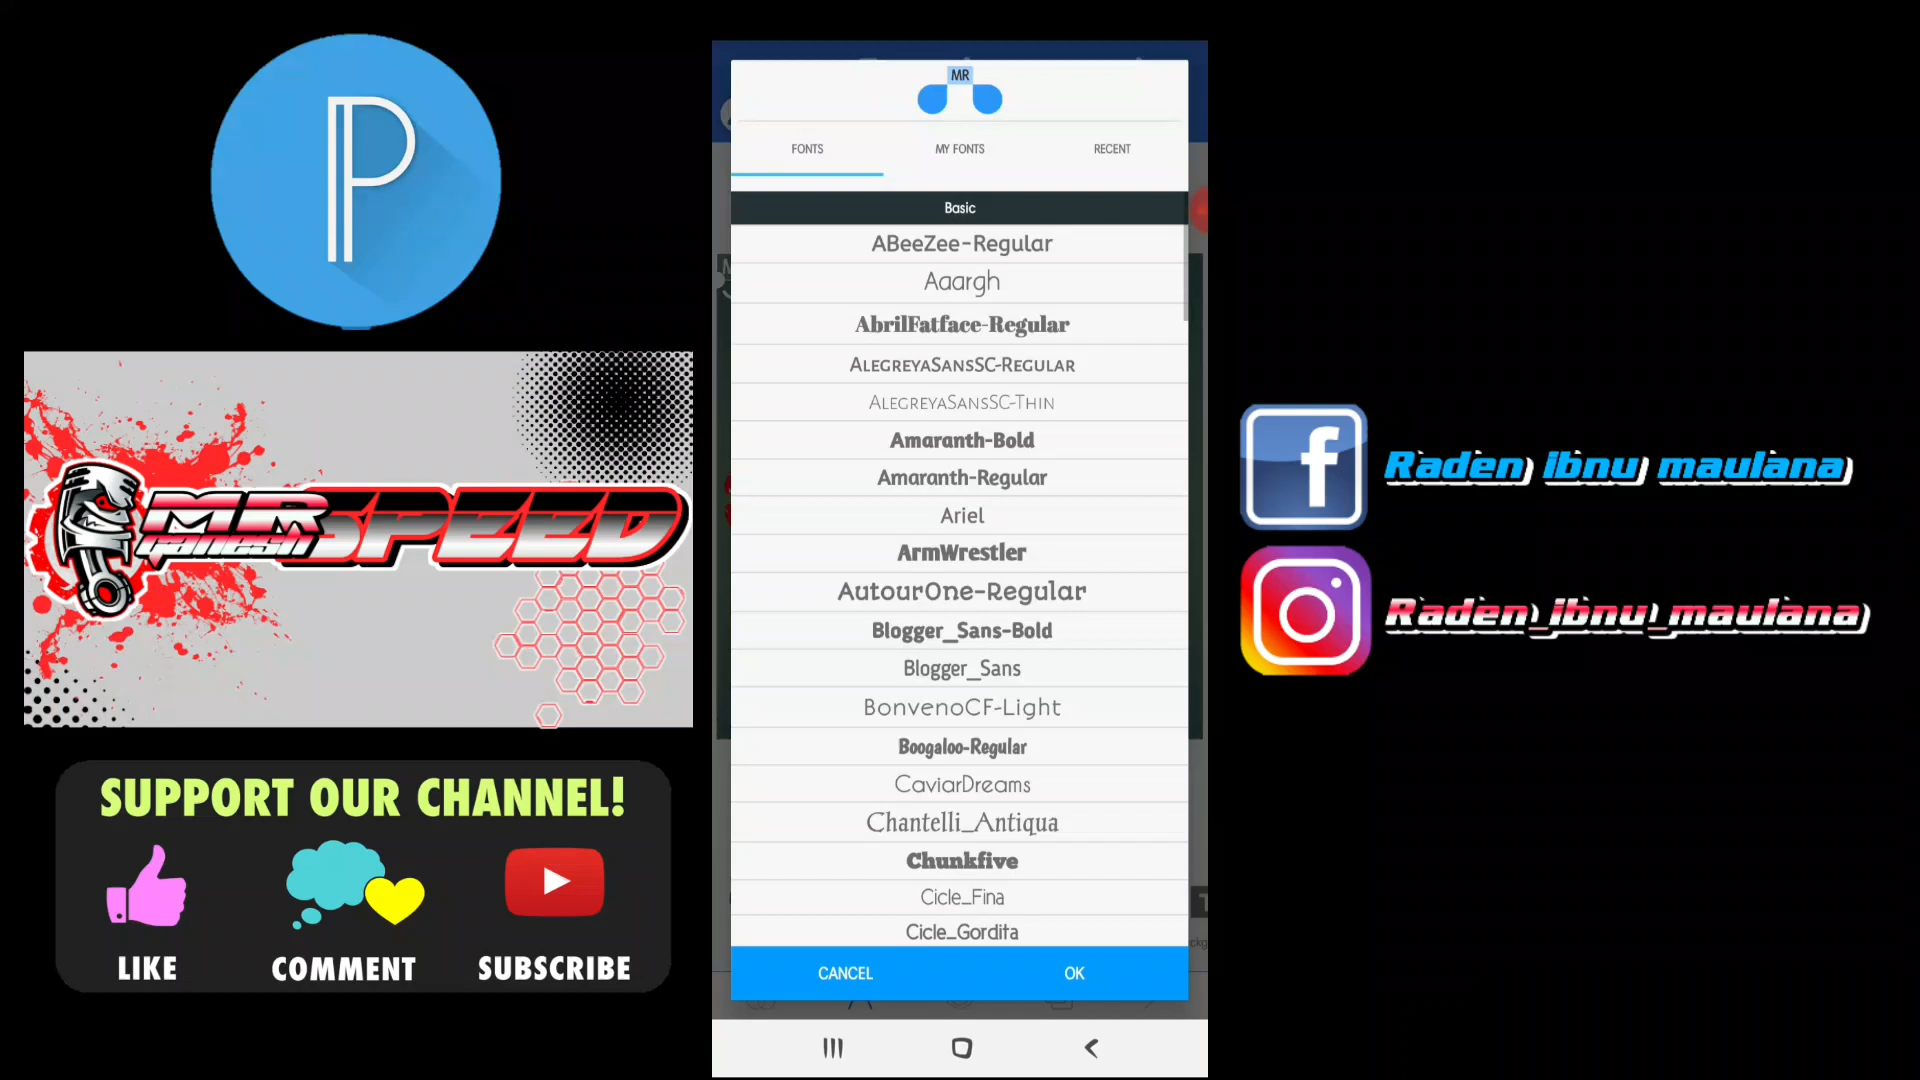 P
MR
GANESH
SPEED
SUPPORT OUR CHANNEL!
LIKE
COMMENT
SUBSCRIBE
MR
FONTS
MY FONTS
RECENT
Basic
ABeeZee-Regular
Aaargh
AbrilFatface-Regular
AlegreyaSansSC-Regular
AlegreyaSansSC-Thin
Amaranth-Bold
Amaranth-Regular
Ariel
ArmWrestler
AutourOne-Regular
Blogger_Sans-Bold
Blogger_Sans
BonvenoCF-Light
Boogaloo-Regular
CaviarDreams
Chantelli_Antiqua
Chunkfive
Cicle_Fina
Cicle_Gordita
CANCEL
OK
f
Raden ibnu maulana
Raden_ibnu_maulana